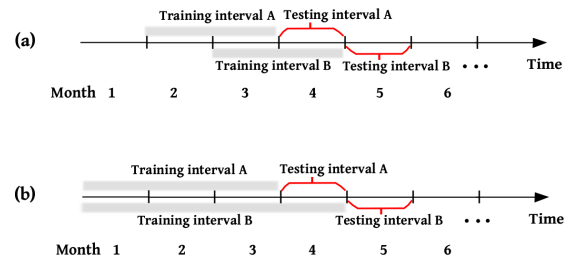 Training interval A Testing interval A
(a)
Training interval B Testing interval B • • • Time
Month 1 2 3 4 5 6
Training interval A Testing interval A
(b)
Training interval B Testing interval B • • • Time
Month 1 2 3 4 5 6